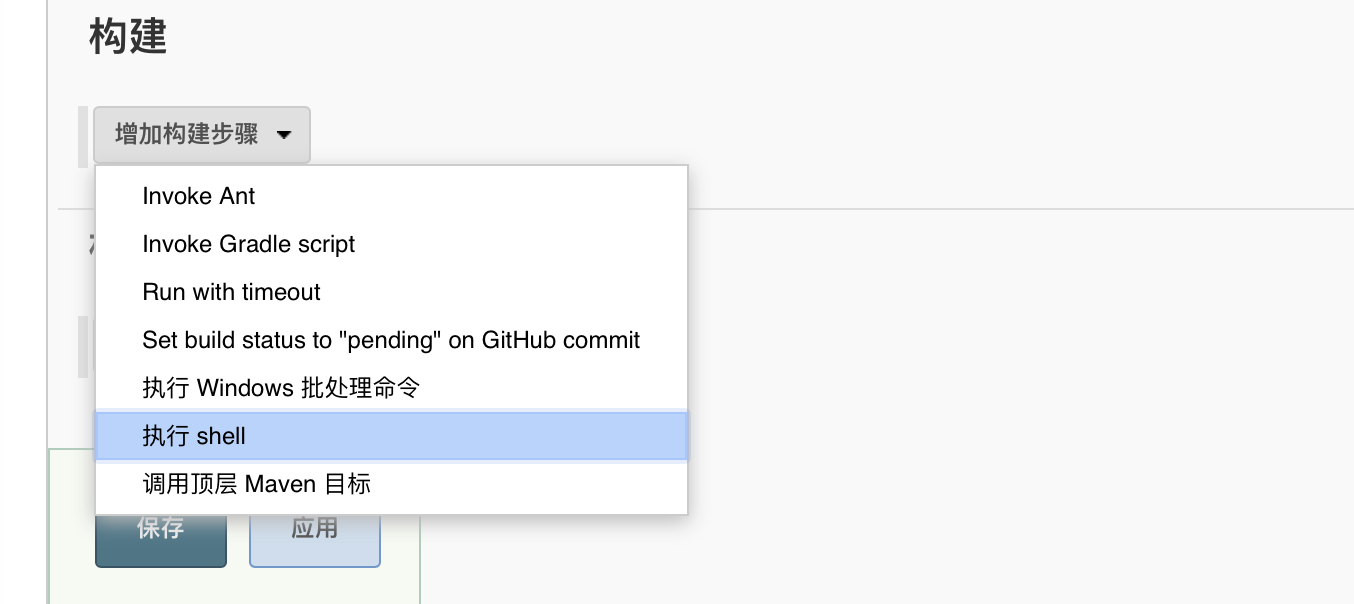 构建
增加构建步骤
Invoke Ant
Invoke Gradle script
Run with timeout
Set build status to "pending" on GitHub commit
执行 Windows 批处理命令
执行 shell
调用顶层 Maven 目标
保存
应用